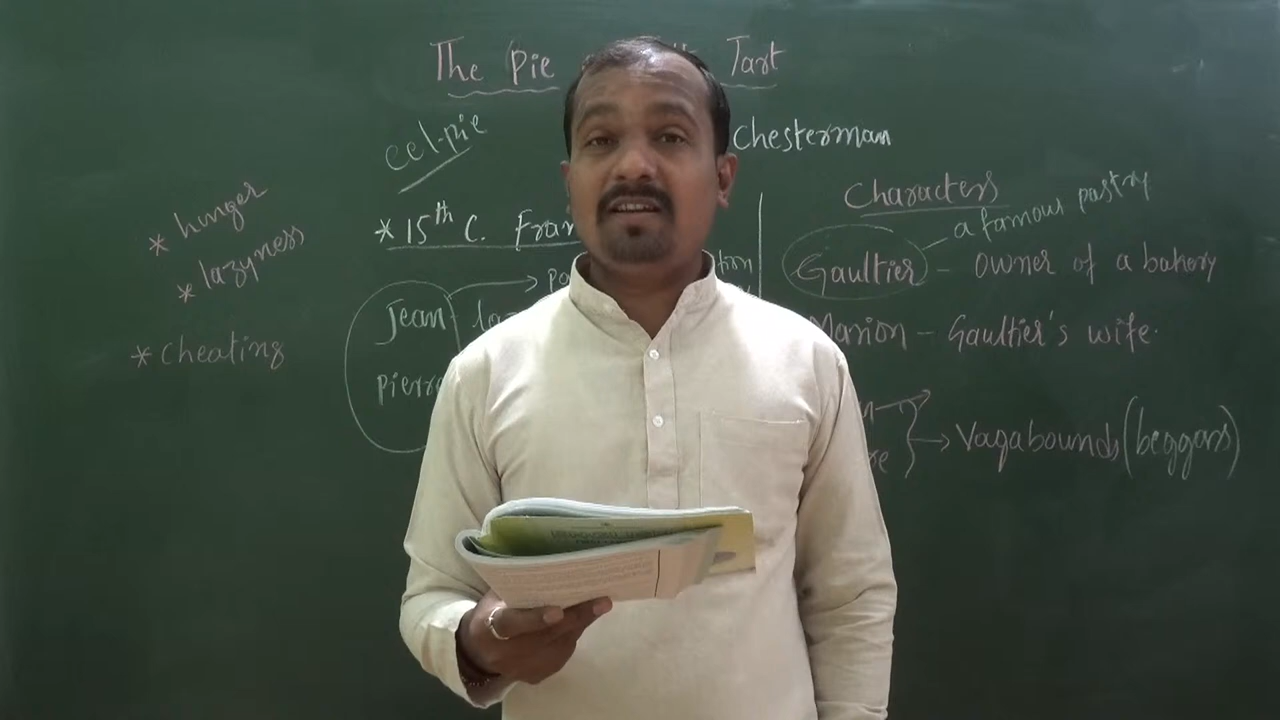 The Pie Tart
eel-pie
Chesterman
* hunger
* lazyness
* cheating
* 15th C.
Jean
Pierre
Characters
a famous pastry
Gaultier - Owner of a bakery
Marion - Gaultier's wife.
Vagabounds (beggars)